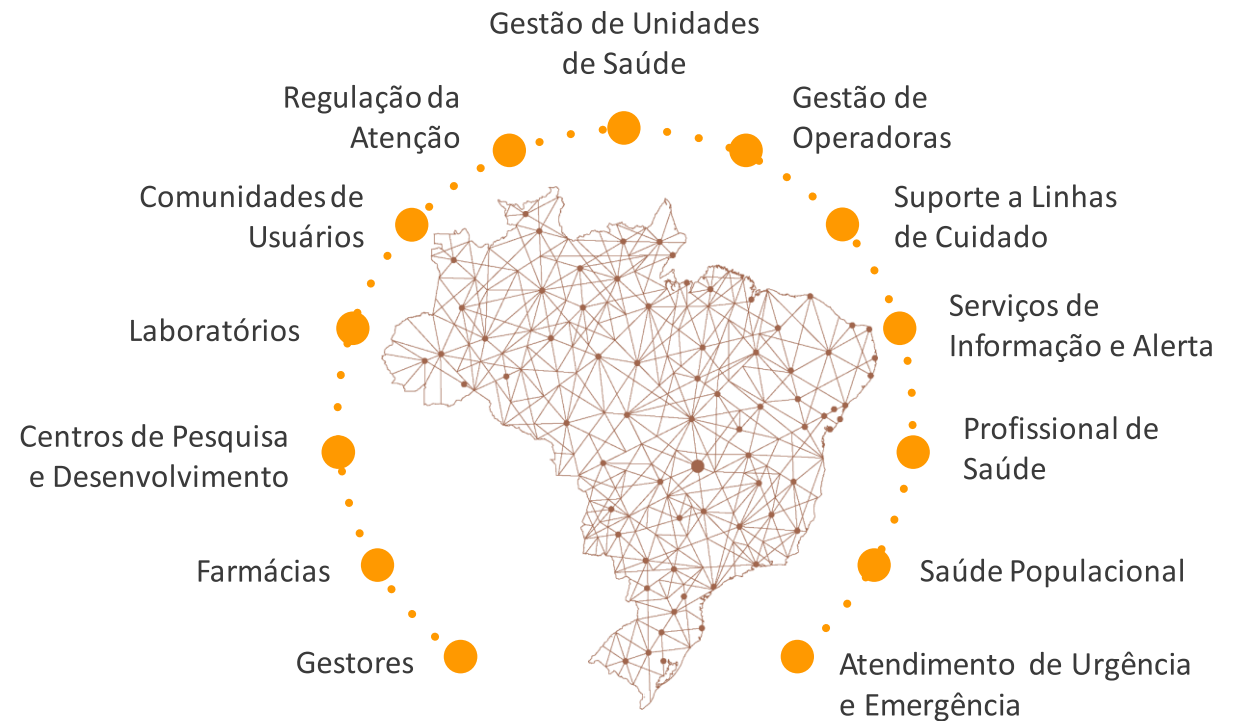 Gestão de Unidades
de Saúde
Regulação da
Atenção
Gestão de
Operadoras
Comunidades de
Usuários
Suporte a Linhas
de Cuidado
Laboratórios
Serviços de
Informação e Alerta
Centros de Pesquisa
e Desenvolvimento
Profissional de
Saúde
Farmácias
Saúde Populacional
Gestores
Atendimento de Urgência
e Emergência